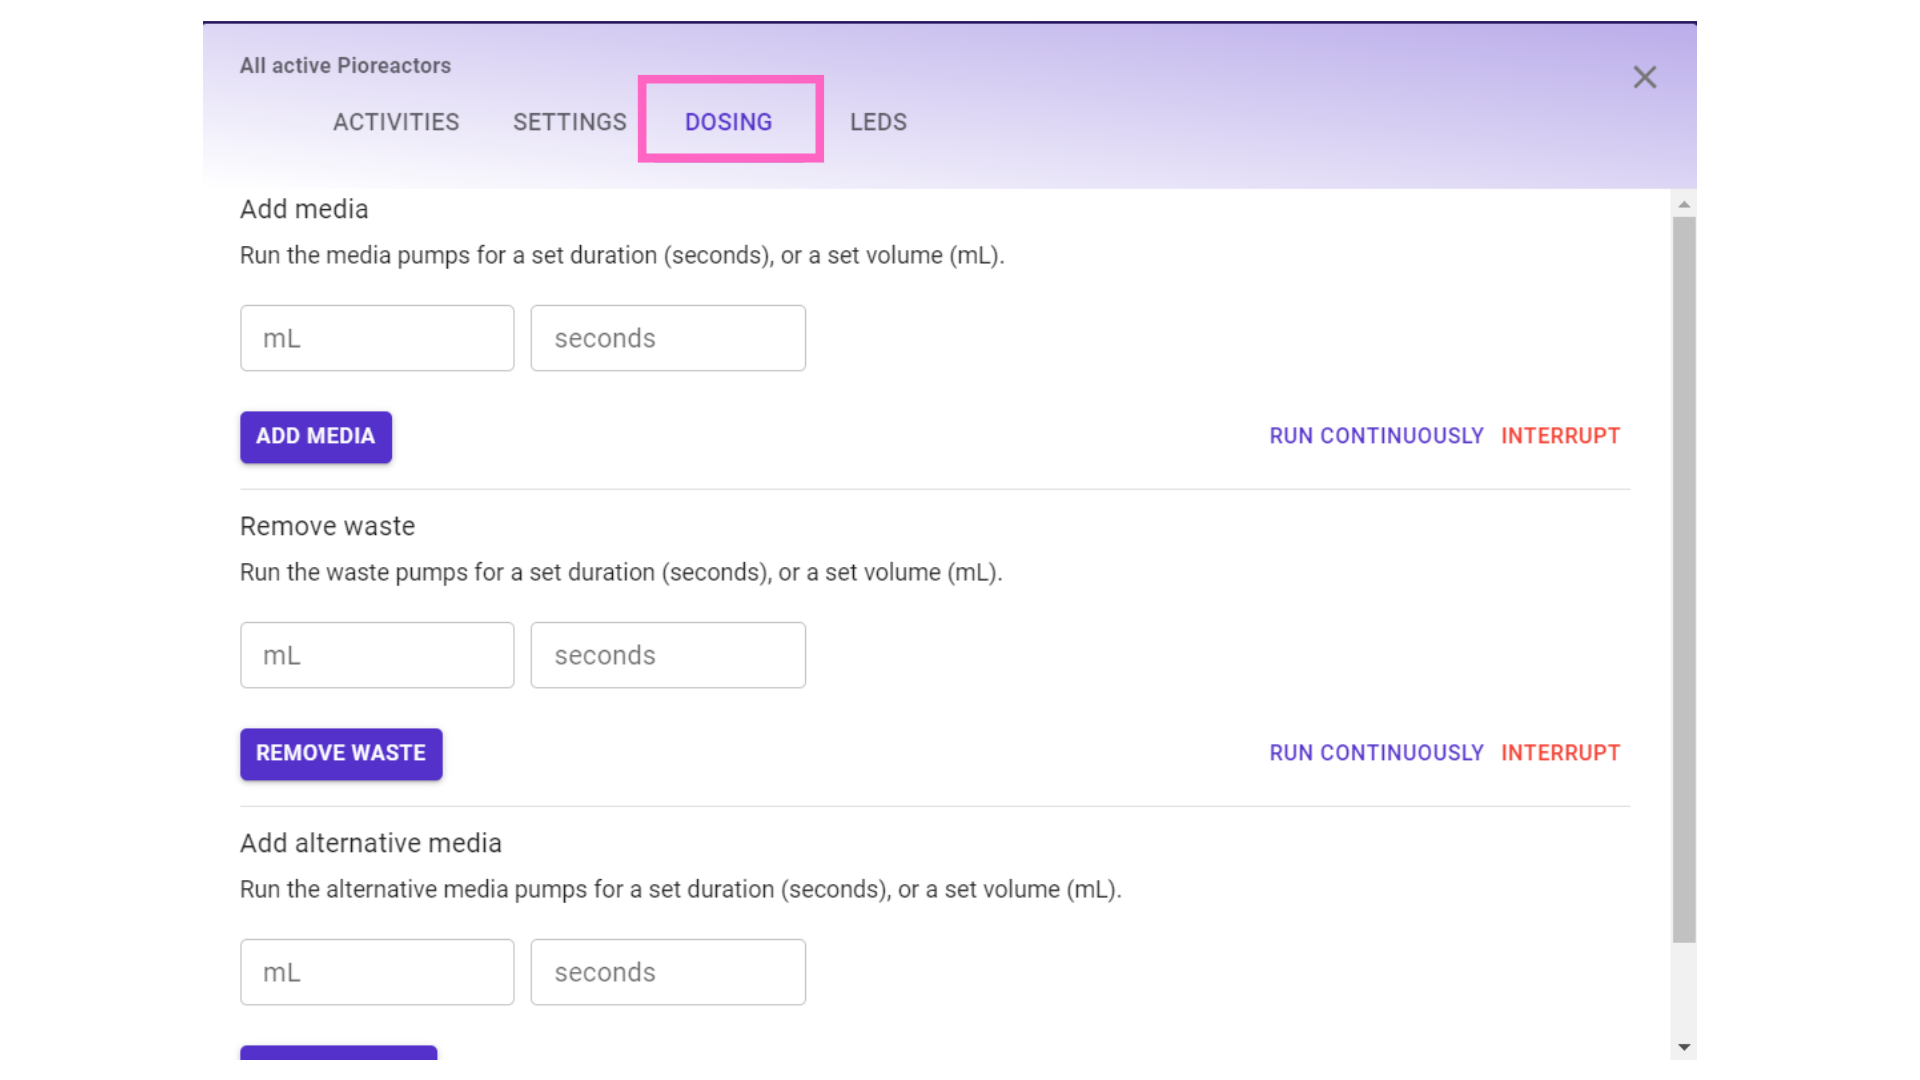 All active Pioreactors
ACTIVITIES SETTINGS DOSING LEDS
Add media
Run the media pumps for a set duration (seconds), or a set volume (mL).
mL seconds
ADD MEDIA RUN CONTINUOUSLY INTERRUPT
Remove waste
Run the waste pumps for a set duration (seconds), or a set volume (mL).
mL seconds
REMOVE WASTE RUN CONTINUOUSLY INTERRUPT
Add alternative media
Run the alternative media pumps for a set duration (seconds), or a set volume (mL).
mL seconds